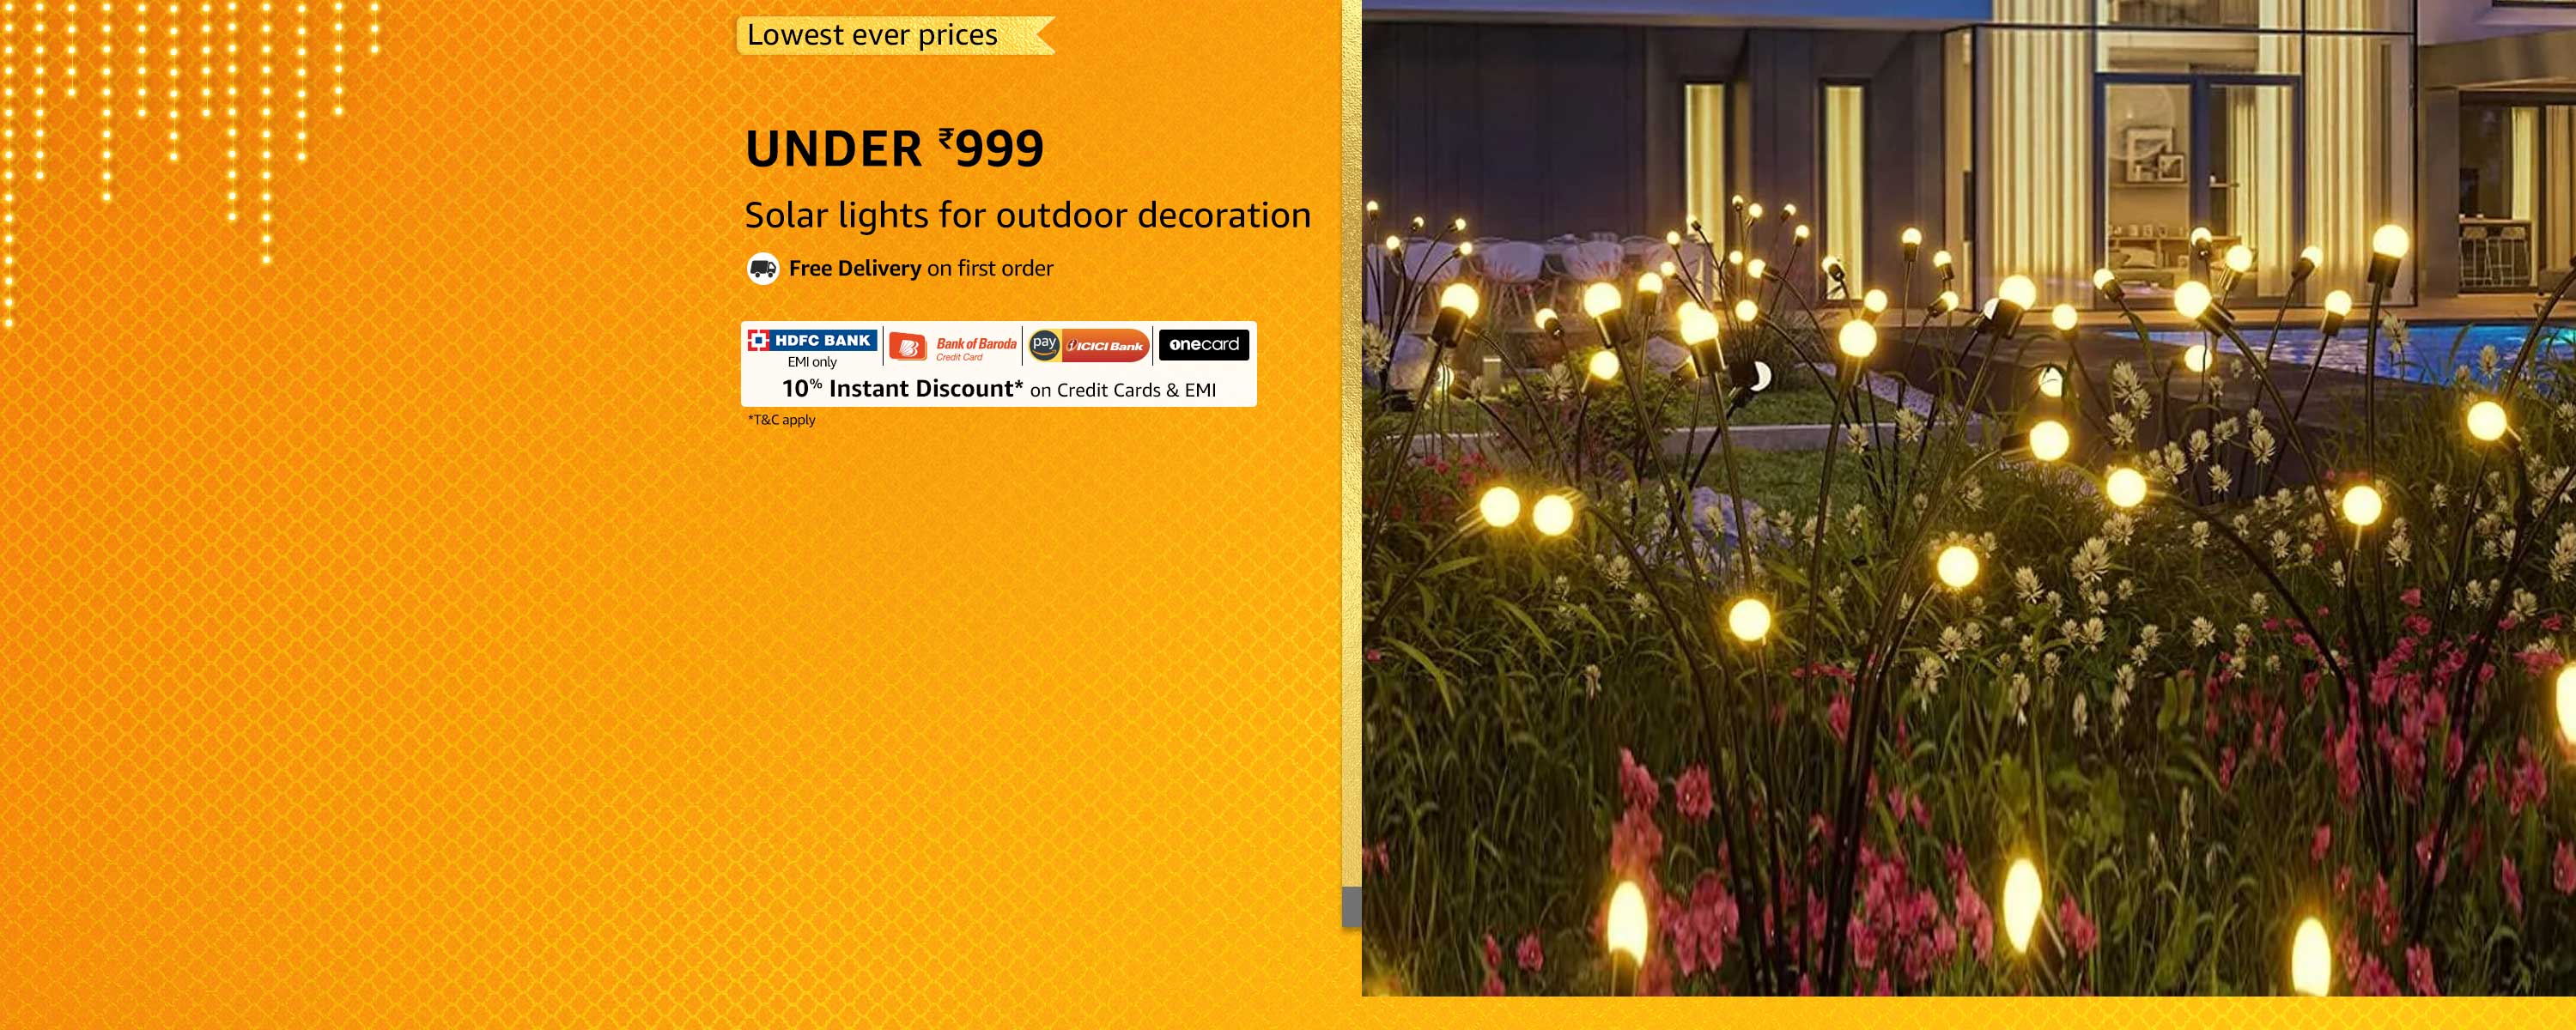 Lowest ever prices
UNDER ₹999
Solar lights for outdoor decoration
Free Delivery on first order
HDFC BANK
EMI only
Bank of Baroda
Credit Card
pay
ICICI Bank
onecard
10% Instant Discount* on Credit Cards & EMI
*T&C apply